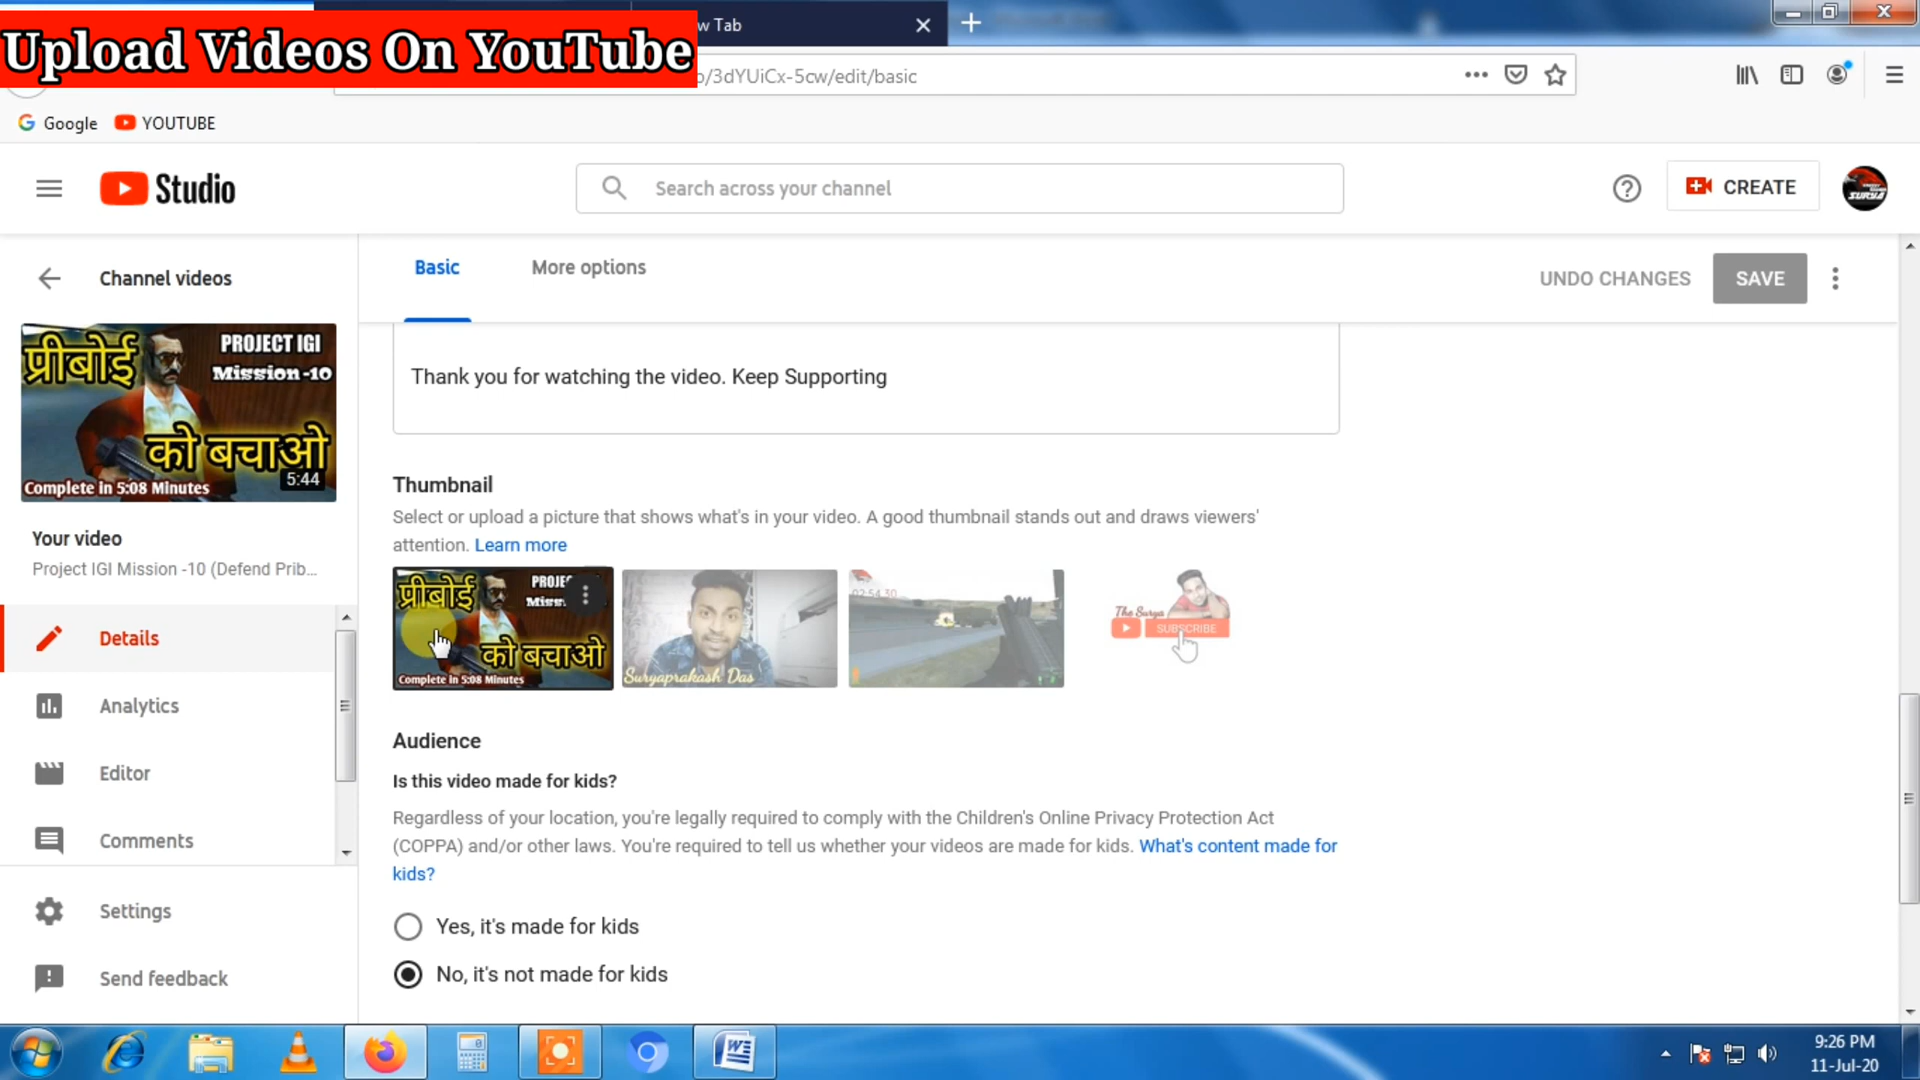 Upload Videos On YouTube
w Tab
/3dYUiCx-5cw/edit/basic
Google
YOUTUBE
Studio
Search across your channel
CREATE
Channel videos
Basic
More options
UNDO CHANGES
SAVE
प्रीबोई
PROJECT IGI
Mission -10
को बचाओ
5:44
Complete in 5:08 Minutes
Your video
Project IGI Mission -10 (Defend Prib...
Details
Analytics
Editor
Comments
Settings
Send feedback
Thank you for watching the video. Keep Supporting
Thumbnail
Select or upload a picture that shows what's in your video. A good thumbnail stands out and draws viewers'
attention. Learn more
प्रीबोई
को बचाओ
Complete in 5:08 Minutes
Suryaprakash Das
02:54.30
The Surya
SUBSCRIBE
Audience
Is this video made for kids?
Regardless of your location, you're legally required to comply with the Children's Online Privacy Protection Act
(COPPA) and/or other laws. You're required to tell us whether your videos are made for kids. What's content made for
kids?
Yes, it's made for kids
No, it's not made for kids
9:26 PM
11-Jul-20